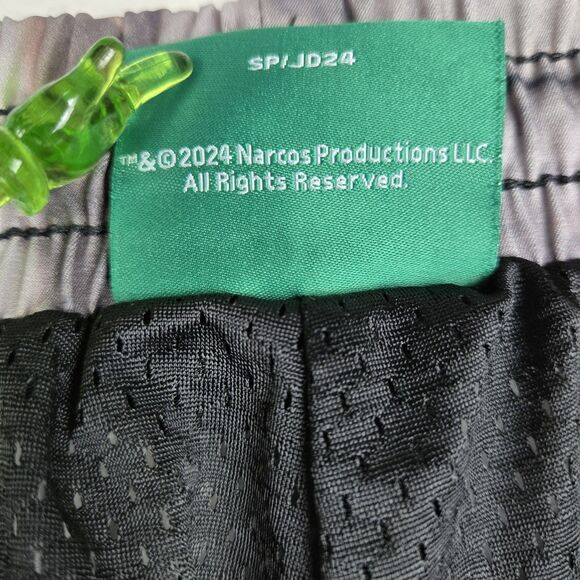 SP/JD24
™&©2024 Narcos Productions LLC.
All Rights Reserved.